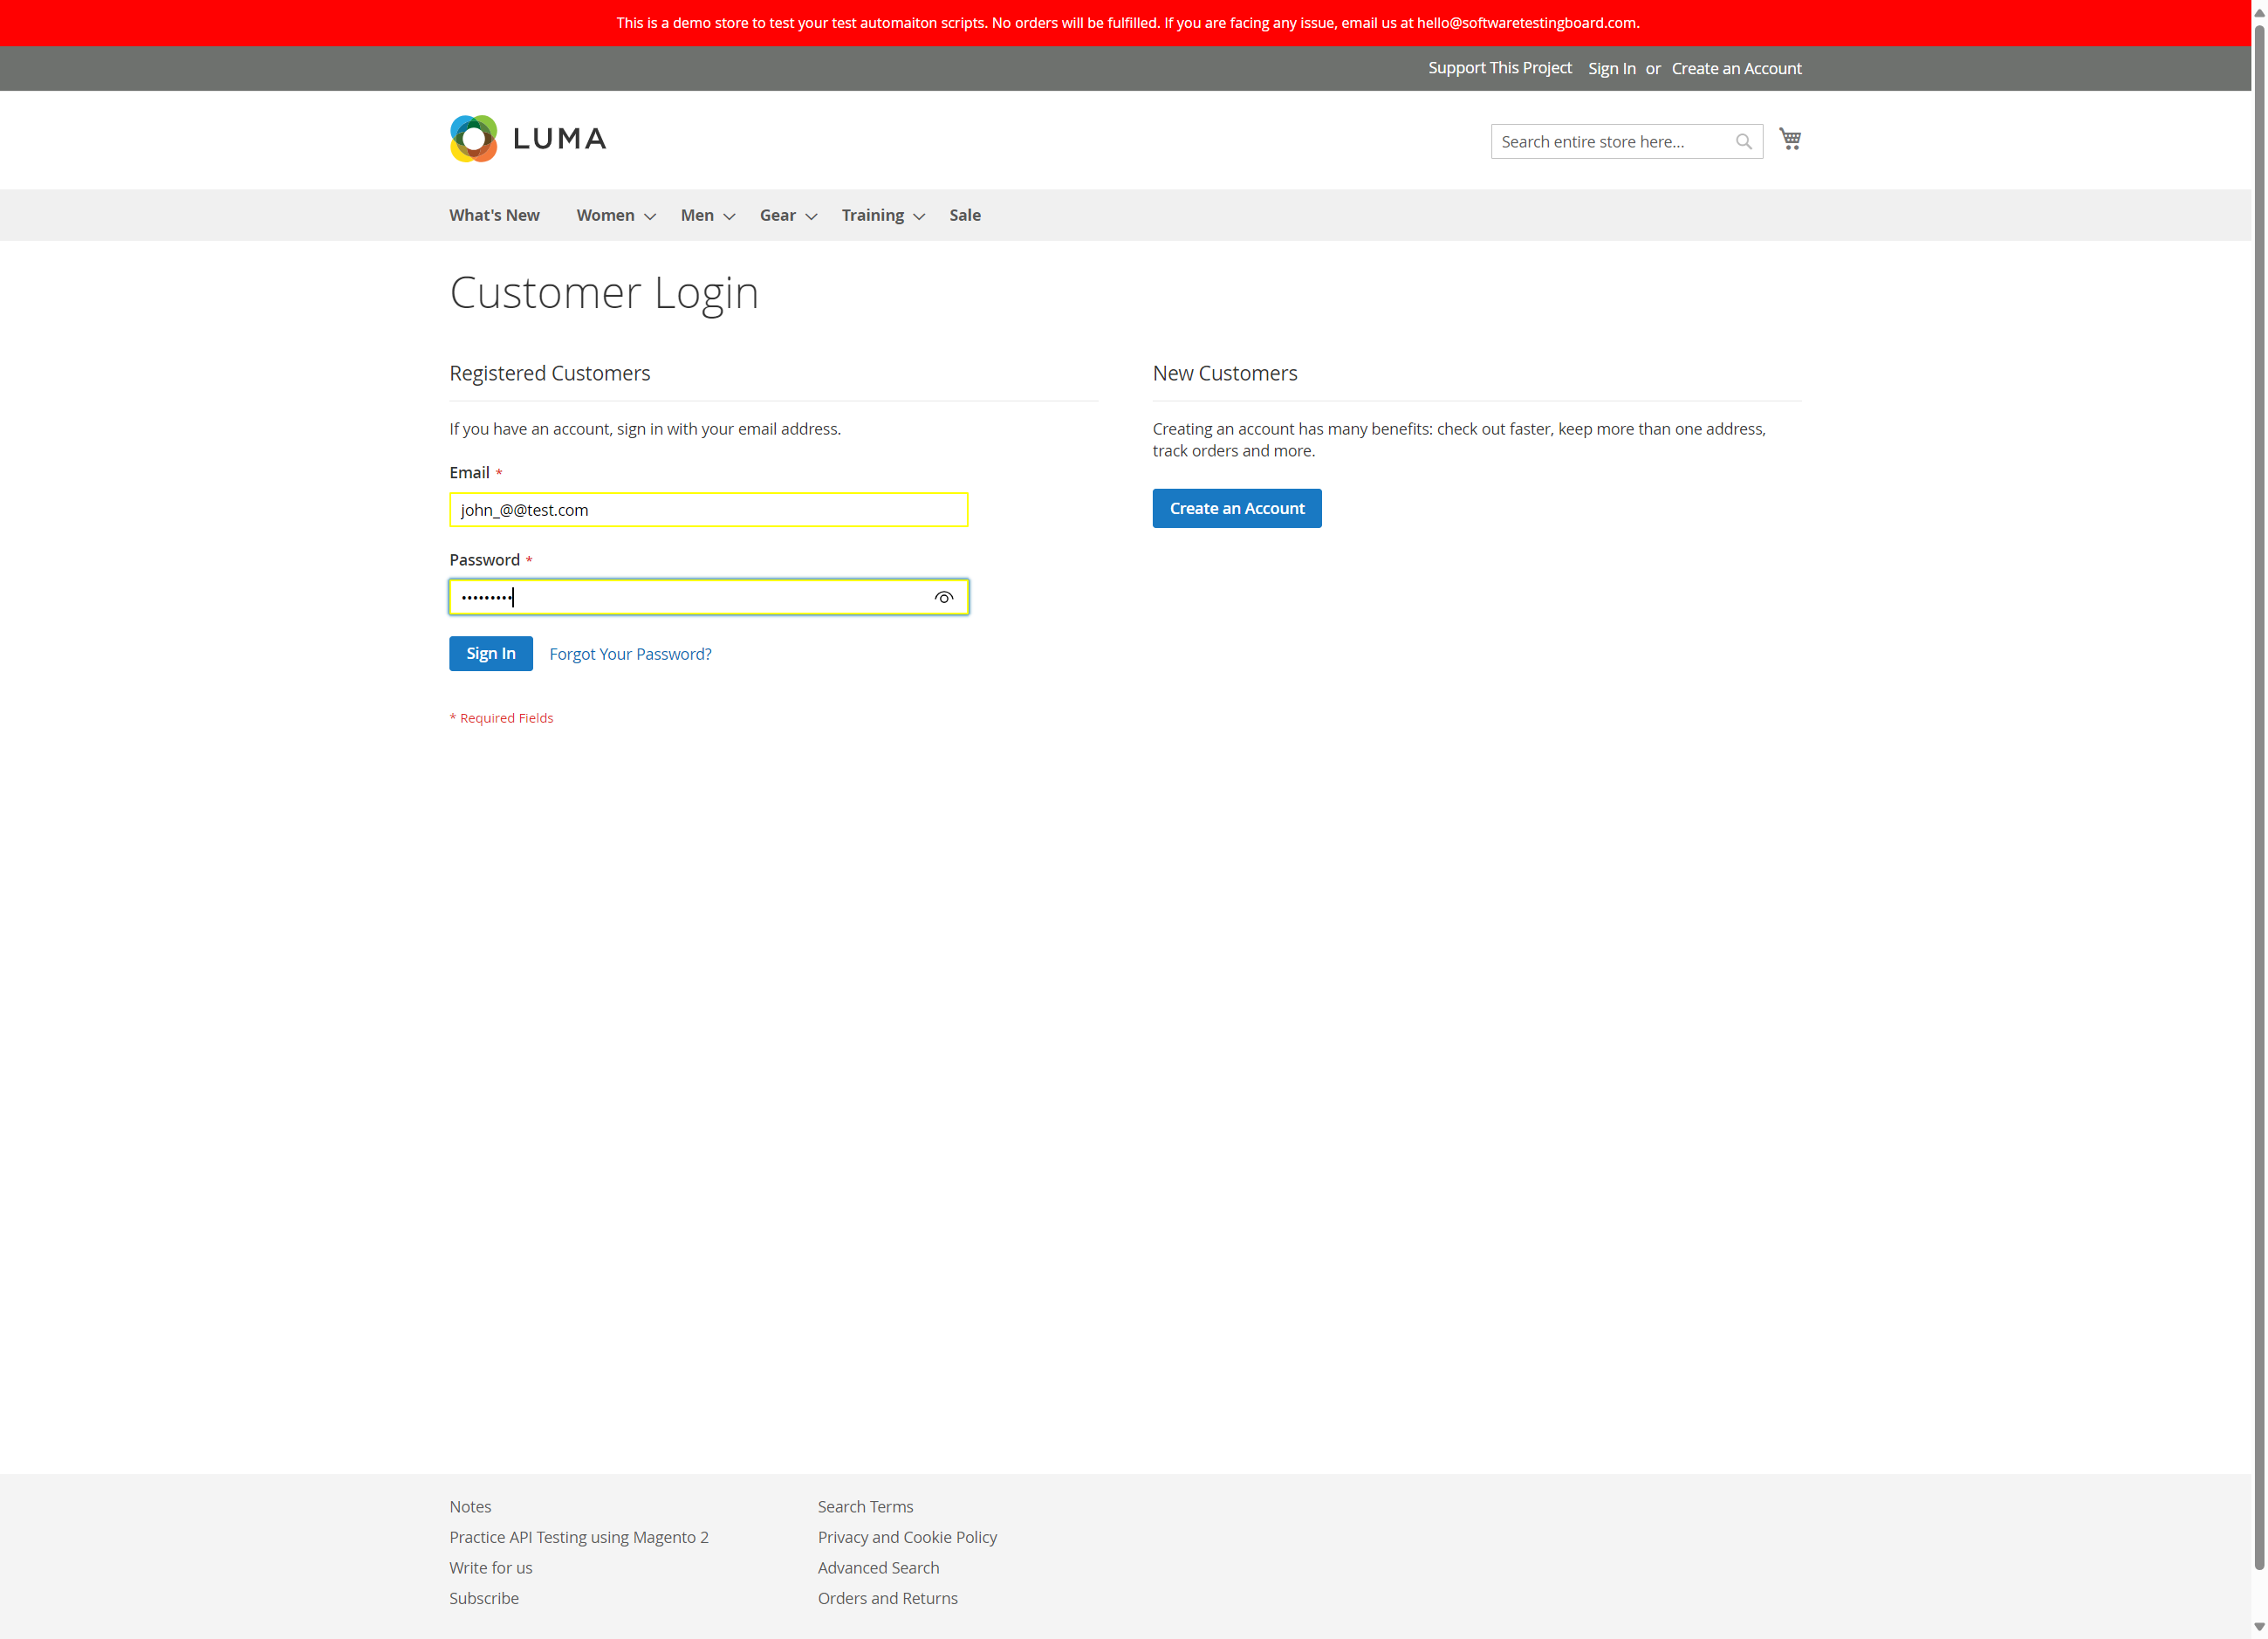 This is a demo store to test your test automaiton scripts. No orders will be fulfilled. If you are facing any issue, email us at hello@softwaretestingboard.com.
Support This Project Sign In or Create an Account
LUMA
Search entire store here...
What's New Women Men Gear Training Sale
Customer Login
Registered Customers
If you have an account, sign in with your email address.
Email *
john_@@test.com
Password *
•••••••••
Sign In Forgot Your Password?
* Required Fields
New Customers
Creating an account has many benefits: check out faster, keep more than one address,
track orders and more.
Create an Account
Notes
Practice API Testing using Magento 2
Write for us
Subscribe
Search Terms
Privacy and Cookie Policy
Advanced Search
Orders and Returns